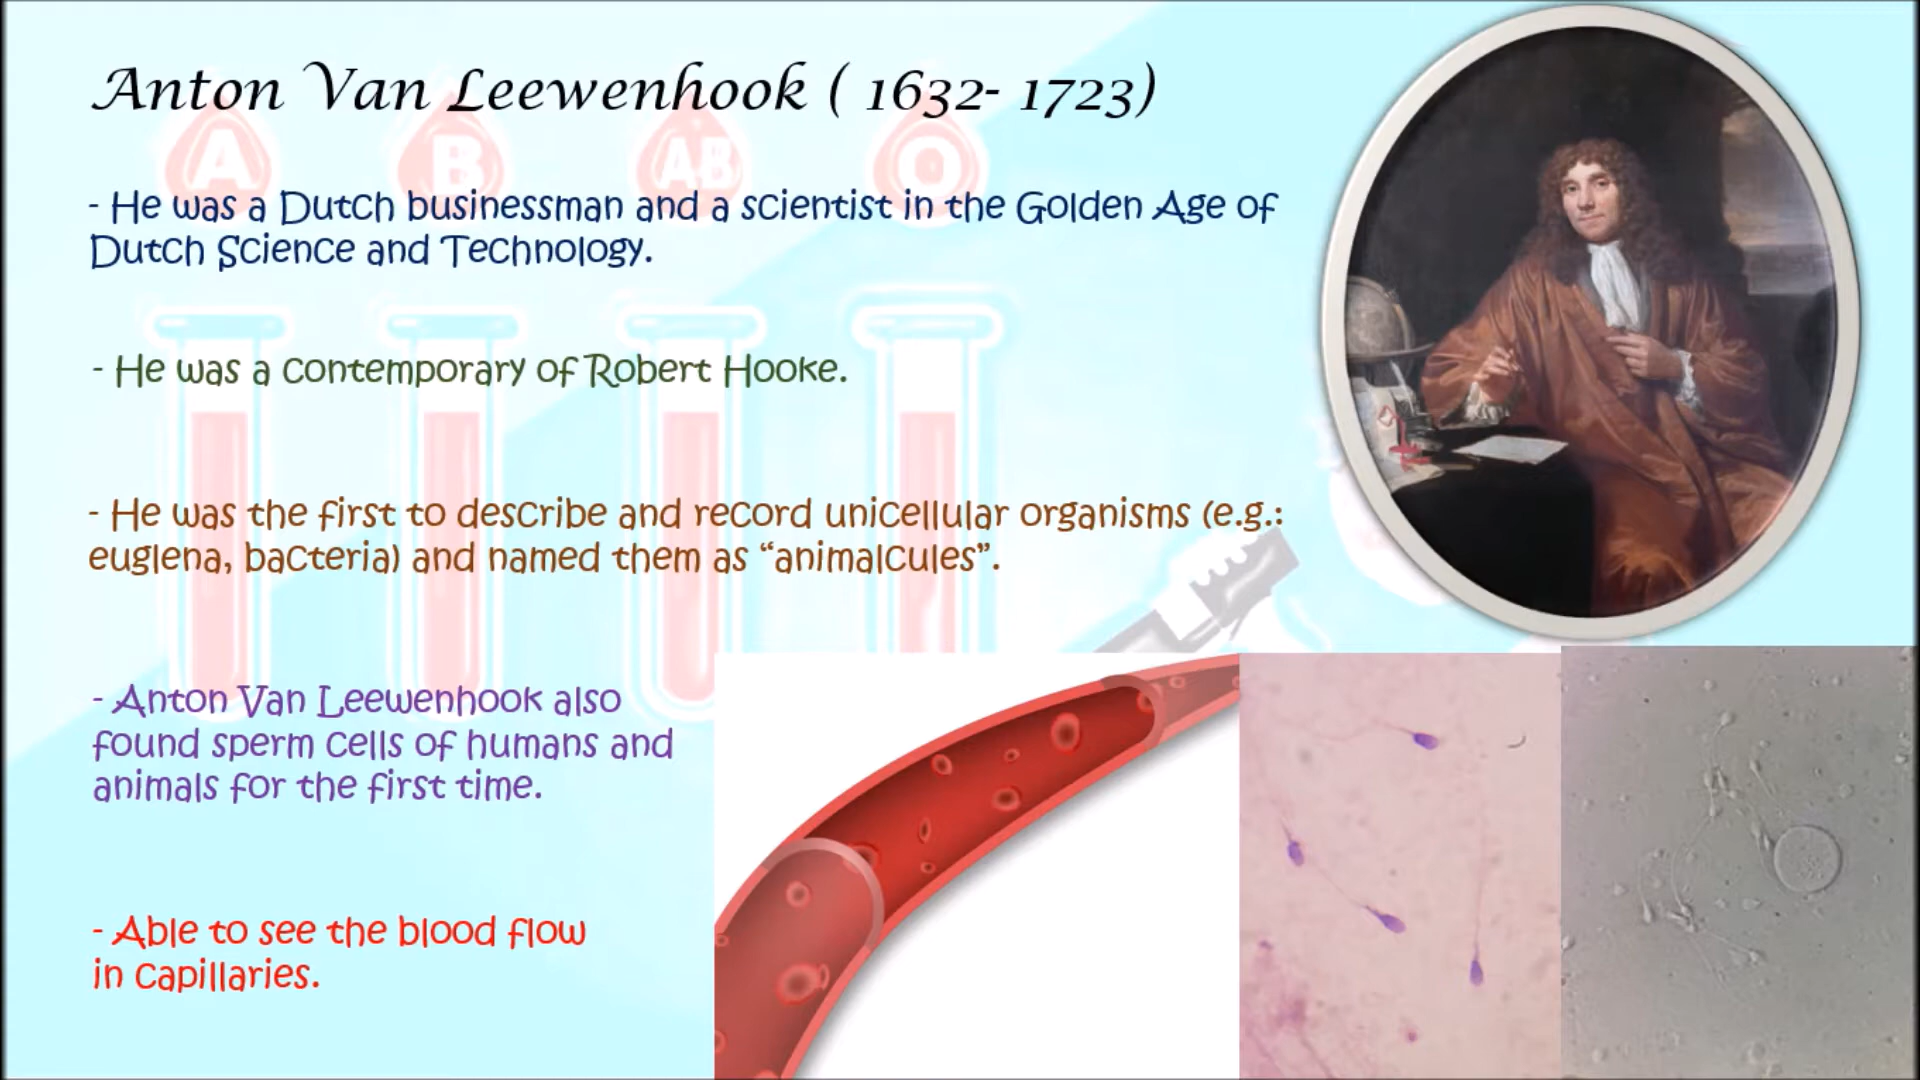 Anton Van Leewenhook ( 1632- 1723)
A B AB O
- He was a Dutch businessman and a scientist in the Golden Age of
Dutch Science and Technology.
- He was a contemporary of Robert Hooke.
- He was the first to describe and record unicellular organisms (e.g.:
euglena, bacteria) and named them as “animalcules”.
- Anton Van Leewenhook also
found sperm cells of humans and
animals for the first time.
- Able to see the blood flow
in capillaries.